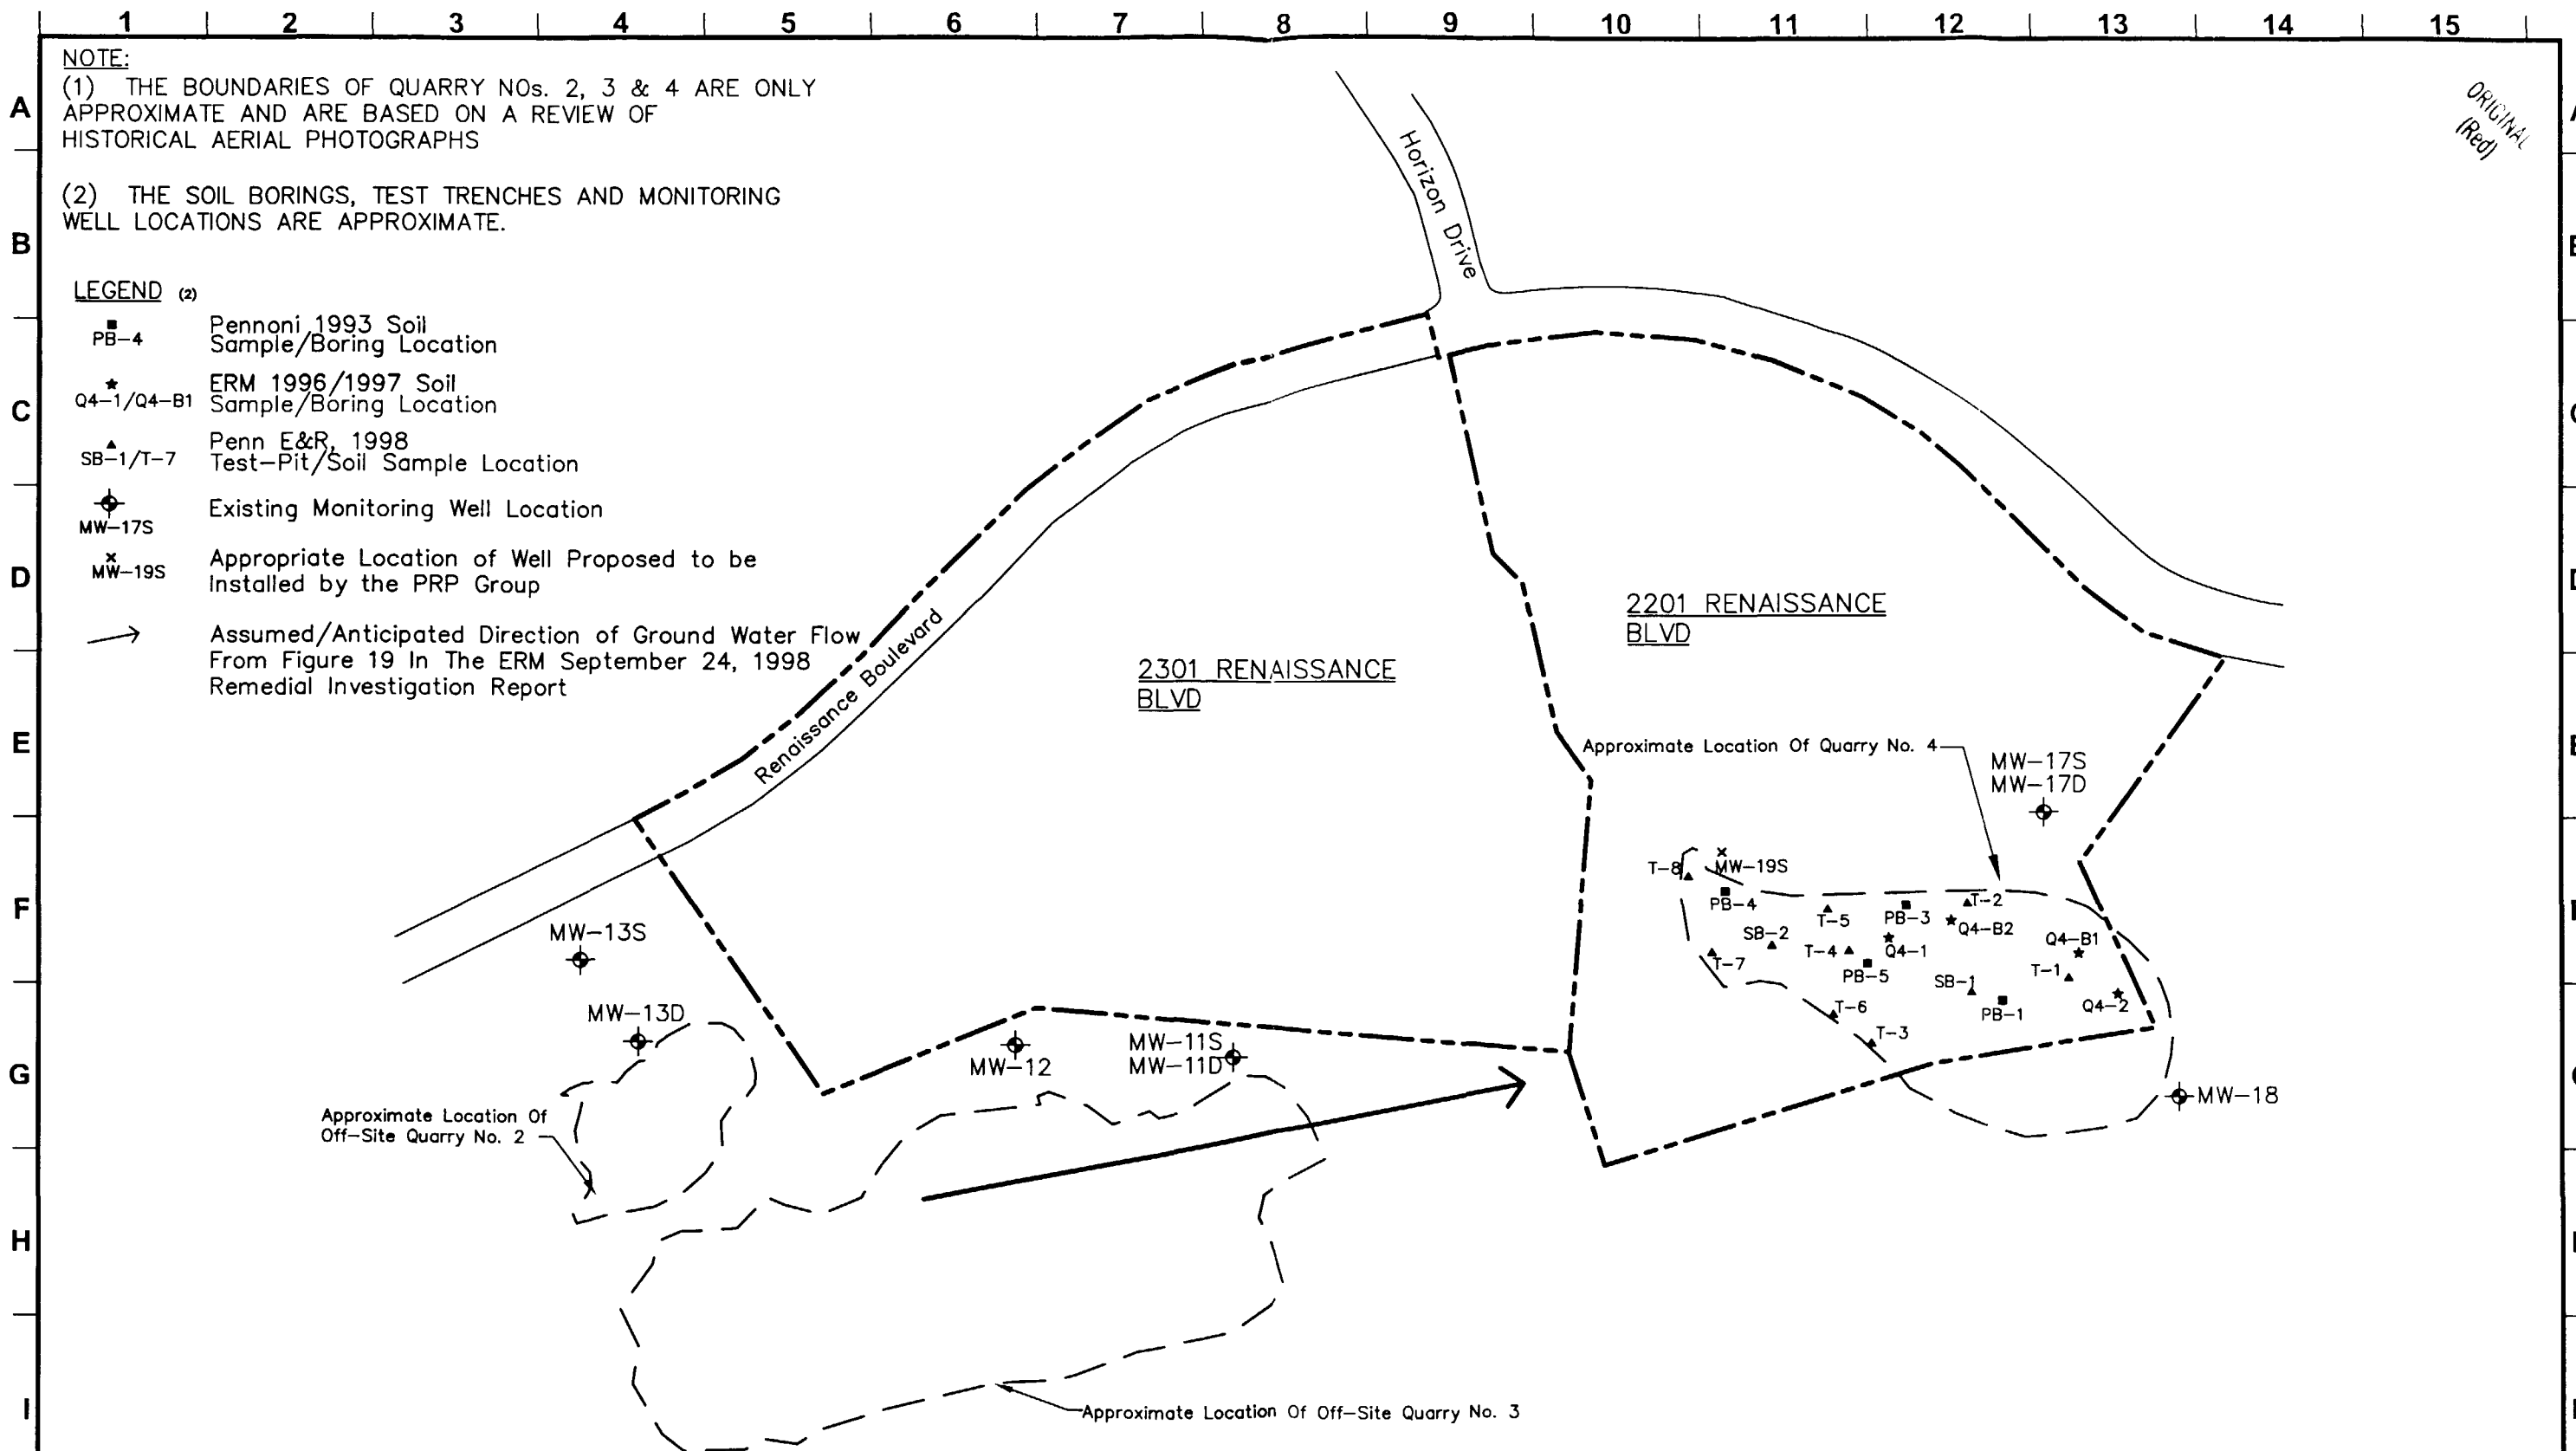 1 2 3 4 5 6 7 8 9 10 11 12 13 14 15
NOTE:
(1) THE BOUNDARIES OF QUARRY NOs. 2, 3 & 4 ARE ONLY
APPROXIMATE AND ARE BASED ON A REVIEW OF
HISTORICAL AERIAL PHOTOGRAPHS
(2) THE SOIL BORINGS, TEST TRENCHES AND MONITORING
WELL LOCATIONS ARE APPROXIMATE.
LEGEND (2)
PB-4
Pennoni 1993 Soil
Sample/Boring Location
Q4-1/Q4-B1
ERM 1996/1997 Soil
Sample/Boring Location
SB-1/T-7
Penn E&R, 1998
Test-Pit/Soil Sample Location
MW-17S
Existing Monitoring Well Location
MW-19S
Appropriate Location of Well Proposed to be
Installed by the PRP Group
Assumed/Anticipated Direction of Ground Water Flow
From Figure 19 In The ERM September 24, 1998
Remedial Investigation Report
A
B
C
D
E
F
G
H
I
ORIGINAL
(Red)
Horizon Drive
Renaissance Boulevard
2201 RENAISSANCE
BLVD
2301 RENAISSANCE
BLVD
Approximate Location Of Quarry No. 4
MW-17S
MW-17D
T-8
MW-19S
PB-4
T-5
PB-3
T-2
Q4-B2
SB-2
T-4
Q4-1
Q4-B1
T-7
PB-5
SB-1
T-1
T-6
PB-1
Q4-2
T-3
MW-18
MW-13S
MW-13D
MW-12
MW-11S
MW-11D
Approximate Location Of
Off-Site Quarry No. 2
Approximate Location Of Off-Site Quarry No. 3